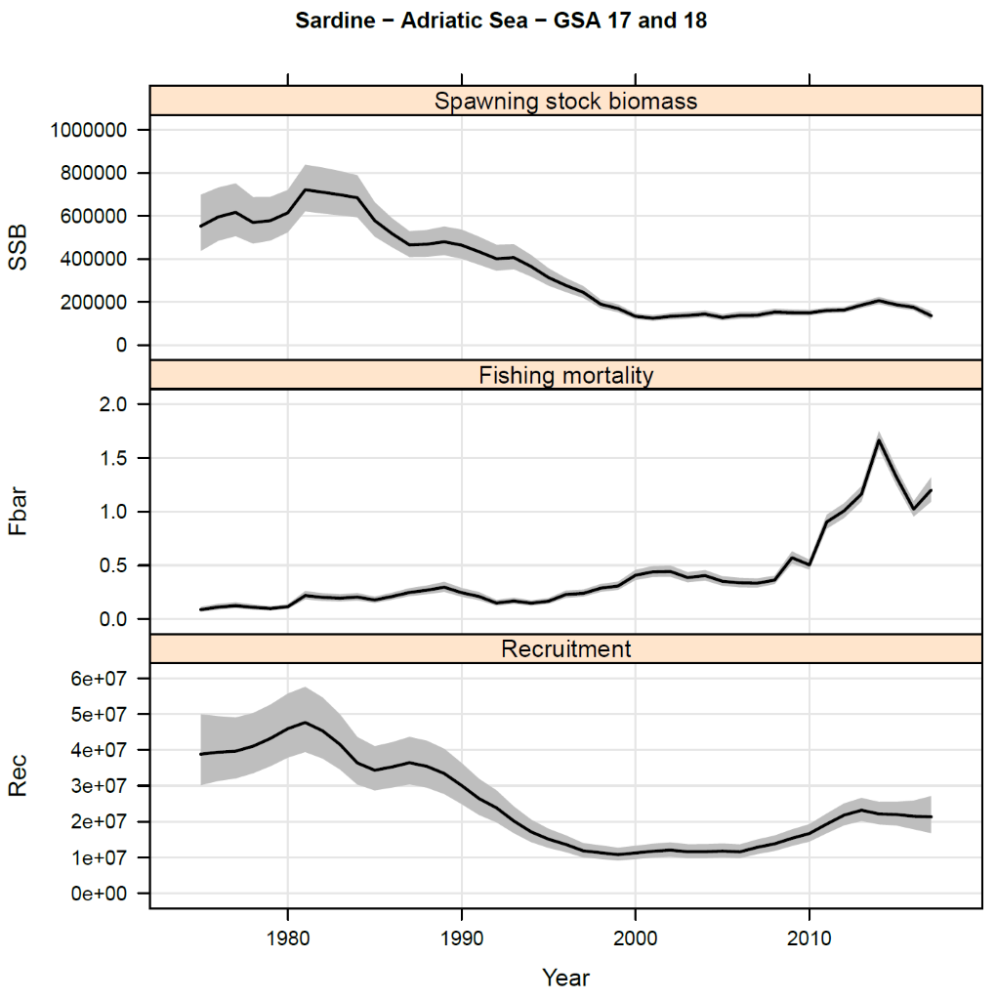 Sardine − Adriatic Sea − GSA 17 and 18
Spawning stock biomass
1000000
800000
600000
400000
200000
0
SSB
Fishing mortality
2.0
1.5
1.0
0.5
0.0
Fbar
Recruitment
6e+07
5e+07
4e+07
3e+07
2e+07
1e+07
0e+00
Rec
1980 1990 2000 2010
Year